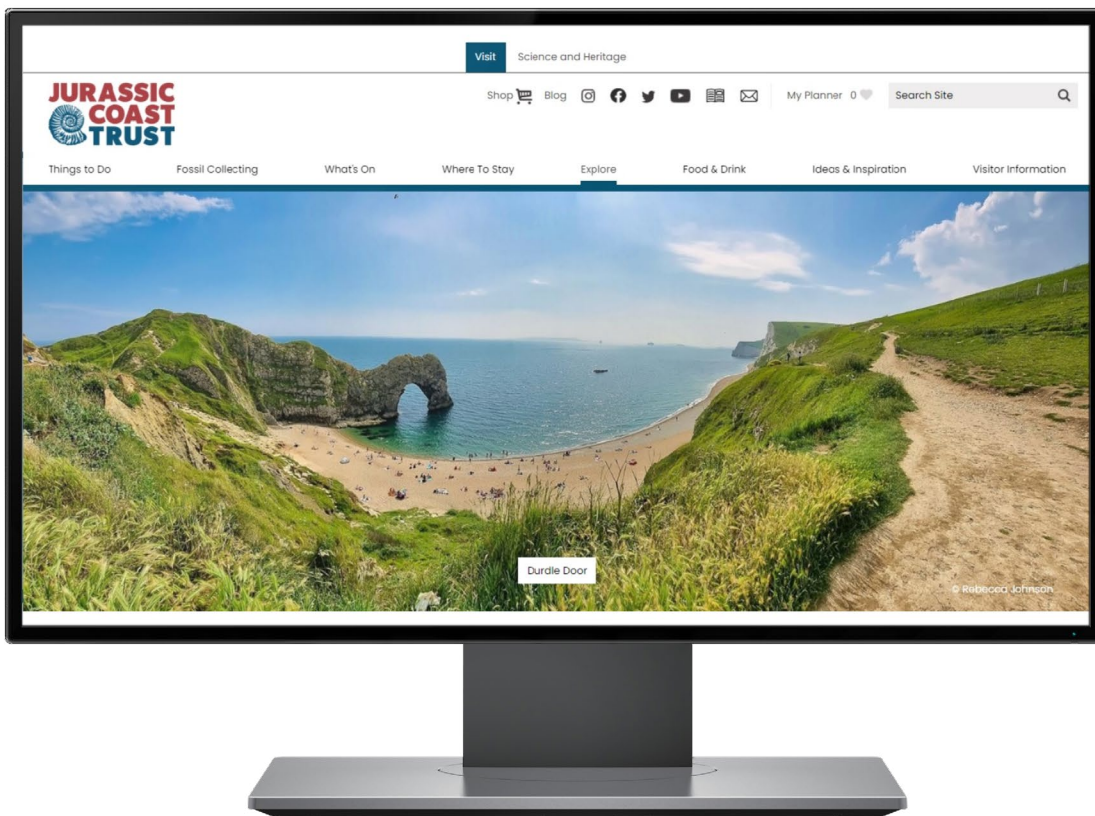 Visit Science and Heritage
JURASSIC
COAST
TRUST
Shop Blog My Planner 0 Search Site
Things to Do Fossil Collecting What's On Where To Stay Explore Food & Drink Ideas & Inspiration Visitor Information
Durdle Door
© Rebecca Johnson